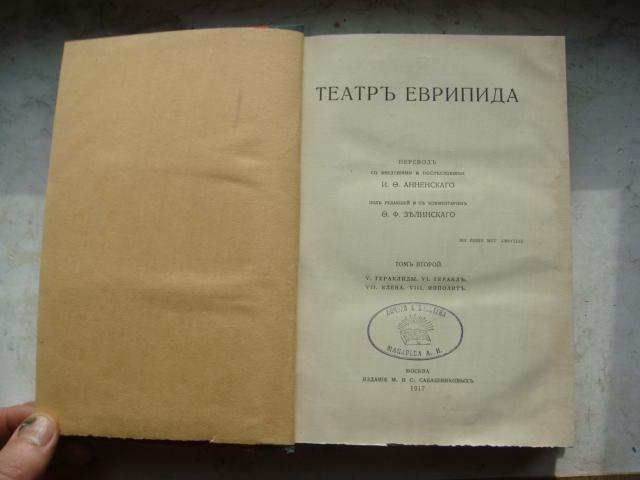 ТЕАТРЪ ЕВРИПИДА
ПЕРЕВОДЪ
СО ВВЕДЕНІЯМИ И ПОСЛѢСЛОВІЯМИ
И. Ѳ. АННЕНСКАГО
ПОДЪ РЕДАКЦІЕЙ И СЪ КОММЕНТАРІЕМЪ
Ѳ. Ф. ЗѢЛИНСКАГО
ТОМЪ ВТОРОЙ
V. ГЕРАКЛИДЫ. VI. ГЕРАКЛЪ.
VII. ЕЛЕНА. VIII. ИППОЛИТЪ.
МОСКВА
ИЗДАНІЕ М. И С. САБАШНИКОВЫХЪ
1917